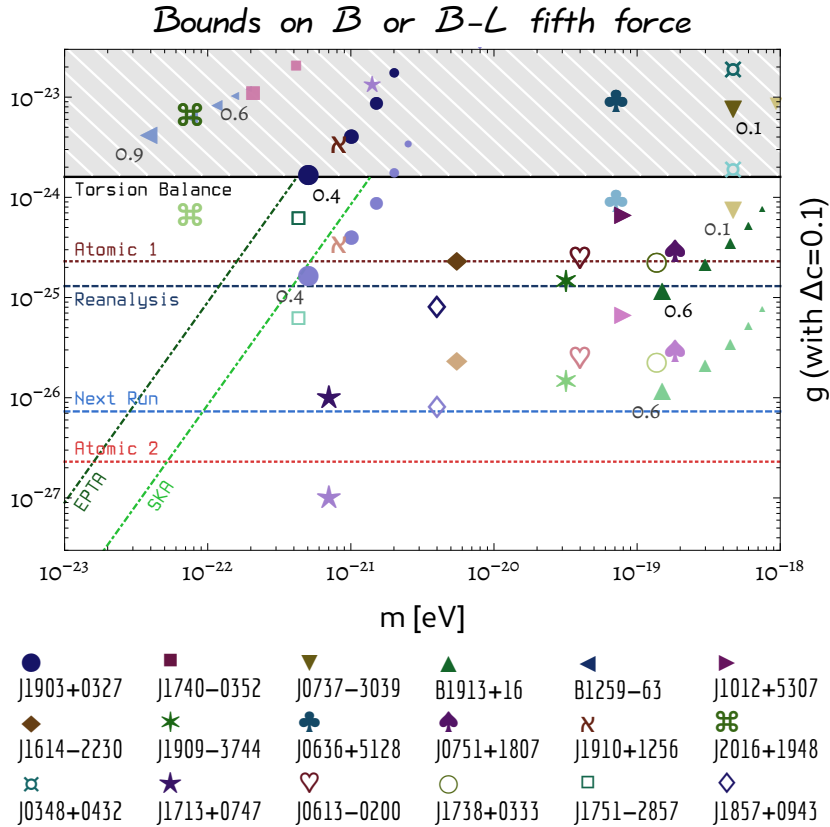 Bounds on B or B-L fifth force
10⁻²³
0.9
0.6
0.1
10⁻²⁴
Torsion Balance
0.4
0.1
Atomic 1
10⁻²⁵
Reanalysis
0.4
0.6
g (with Δc=0.1)
10⁻²⁶
Next Run
0.6
Atomic 2
10⁻²⁷
EPTA
SKA
10⁻²³ 10⁻²² 10⁻²¹ 10⁻²⁰ 10⁻¹⁹ 10⁻¹⁸
m [eV]
J1903+0327 J1740-0352 J0737-3039 B1913+16 B1259-63 J1012+5307
J1614-2230 J1909-3744 J0636+5128 J0751+1807 J1910+1256 J2016+1948
J0348+0432 J1713+0747 J0613-0200 J1738+0333 J1751-2857 J1857+0943